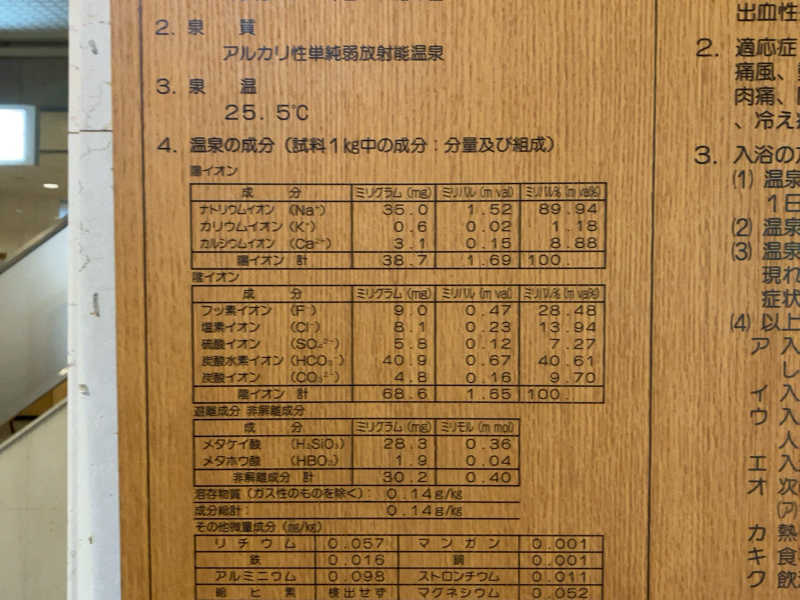 2. 泉 質
アルカリ性単純弱放射能温泉
3. 泉 温
25.5℃
4. 温泉の成分（試料1㎏中の成分：分量及び組成）
陽イオン
成 分 ミリグラム(mg) ミリバル(m val) ミリバル%(m val%)
ナトリウムイオン (Na⁺) 35.0 1.52 89.94
カリウムイオン (K⁺) 0.6 0.02 1.18
カルシウムイオン (Ca²⁺) 3.1 0.15 8.88
陽イオン 計 38.7 1.69 100.
陰イオン
成 分 ミリグラム(mg) ミリバル(m val) ミリバル%(m val%)
フッ素イオン (F⁻) 9.0 0.47 28.48
塩素イオン (Cl⁻) 8.1 0.23 13.94
硫酸イオン (SO₄²⁻) 5.8 0.12 7.27
炭酸水素イオン (HCO₃⁻) 40.9 0.67 40.61
炭酸イオン (CO₃²⁻) 4.8 0.16 9.70
陰イオン 計 68.6 1.65 100.
遊離成分 非解離成分
成 分 ミリグラム(mg) ミリモル(m mol)
メタケイ酸 (H₂SiO₃) 28.3 0.36
メタホウ酸 (HBO₂) 1.9 0.04
非解離成分 計 30.2 0.40
溶存物質（ガス性のものを除く）： 0.14g/㎏
成分総計： 0.14g/㎏
その他微量成分（mg/㎏）
リチウム 0.057 マンガン 0.001
鉄 0.016 銅 0.001
アルミニウム 0.098 ストロンチウム 0.011
総ヒ素 検出せず マグネシウム 0.052
出血性
2. 適応症
痛風、
肉痛、
、冷え
3. 入浴の
(1) 温泉
1日
(2) 温泉
(3) 温泉
現れ
症状
(4) 以上
ア 入
し
イ 入
ウ 入
人
エ 入
オ 次
(ア)
カ 熱
キ 食
ク 飲